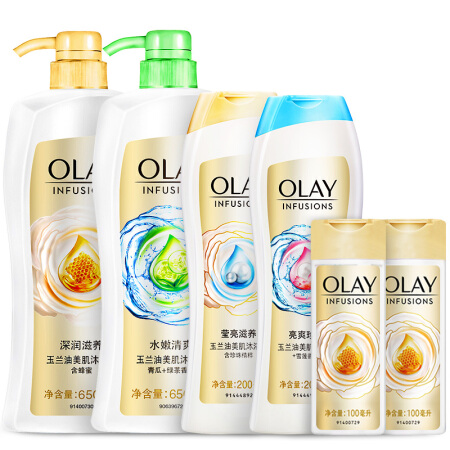 OLAY
INFUSIONS
深润滋养
玉兰油美肌沐
含蜂蜜
净含量:650
OLAY
INFUSIONS
水嫩清爽
玉兰油美肌沐
青瓜+绿茶香
净含量:650
OLAY
INFUSIONS
莹亮滋养
玉兰油美肌沐浴
含珍珠精粹
净含量:200
OLAY
INFUSIONS
亮爽
玉兰油美肌
净含量:20
OLAY
INFUSIONS
净含量:100毫升
91400729
OLAY
INFUSIONS
净含量:100毫升
91400729